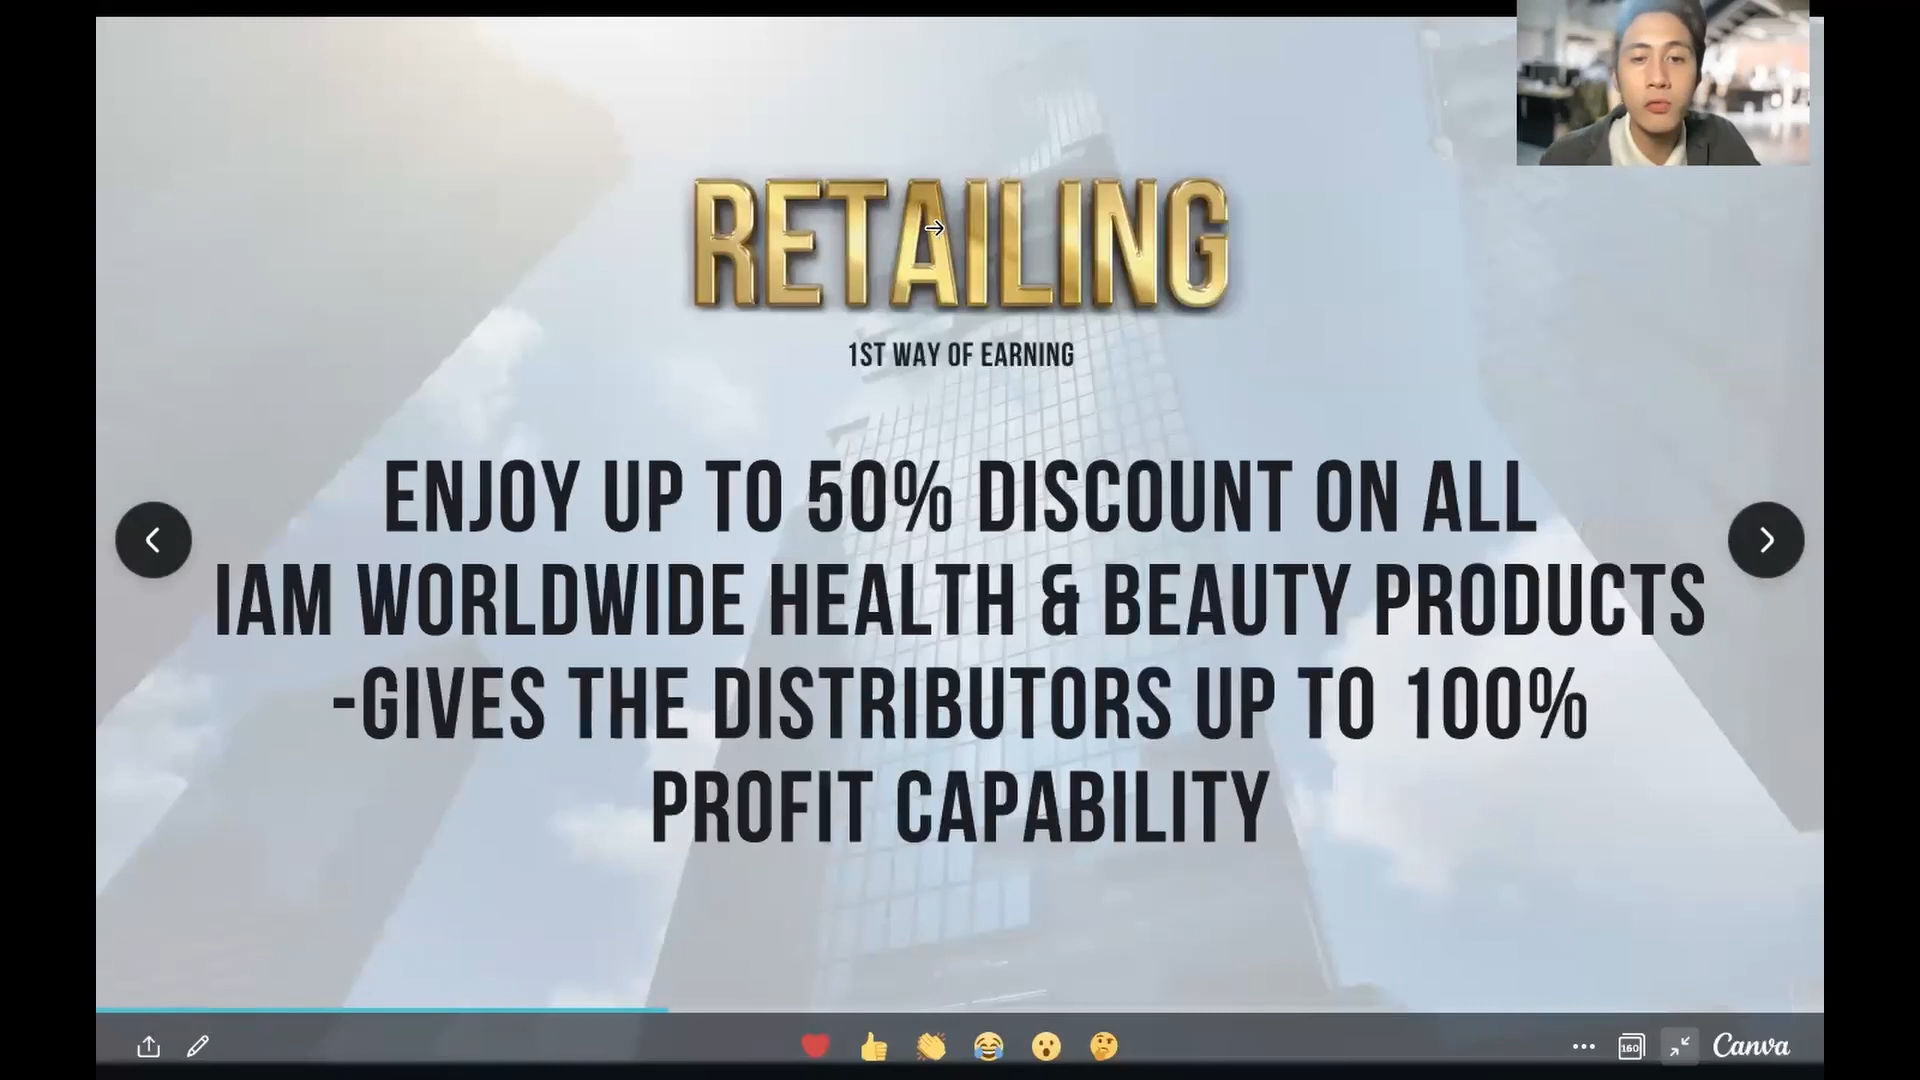 RETAILING
1ST WAY OF EARNING
ENJOY UP TO 50% DISCOUNT ON ALL
IAM WORLDWIDE HEALTH & BEAUTY PRODUCTS
-GIVES THE DISTRIBUTORS UP TO 100%
PROFIT CAPABILITY
160
Canva